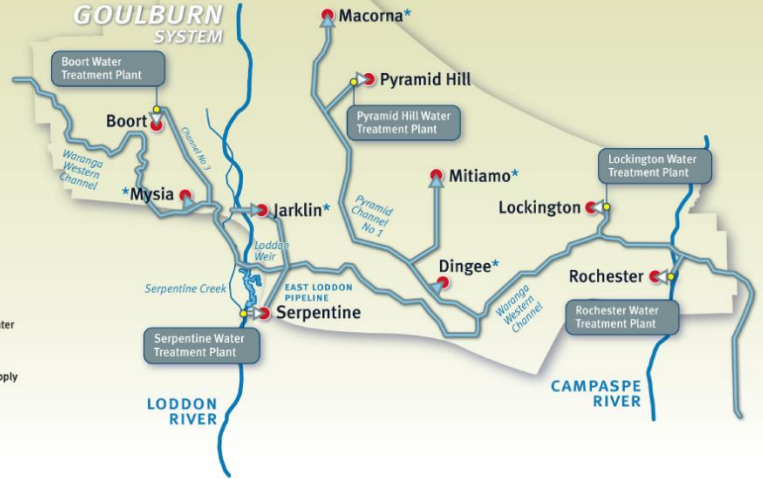 GOULBURN
SYSTEM
Macorna*
Boort Water
Treatment Plant
Pyramid Hill
Boort
Pyramid Hill Water
Treatment Plant
Channel No 3
Lockington Water
Treatment Plant
Waranga
Western
Channel
*Mysia
Mitiamo*
Lockington
Jarklin*
Pyramid
Channel
No 1
Loddon
Weir
Dingee*
Rochester
Serpentine Creek
EAST LODDON
PIPELINE
Waranga
Western
Channel
Serpentine
Rochester Water
Treatment Plant
Serpentine Water
Treatment Plant
CAMPASPE
RIVER
LODDON
RIVER